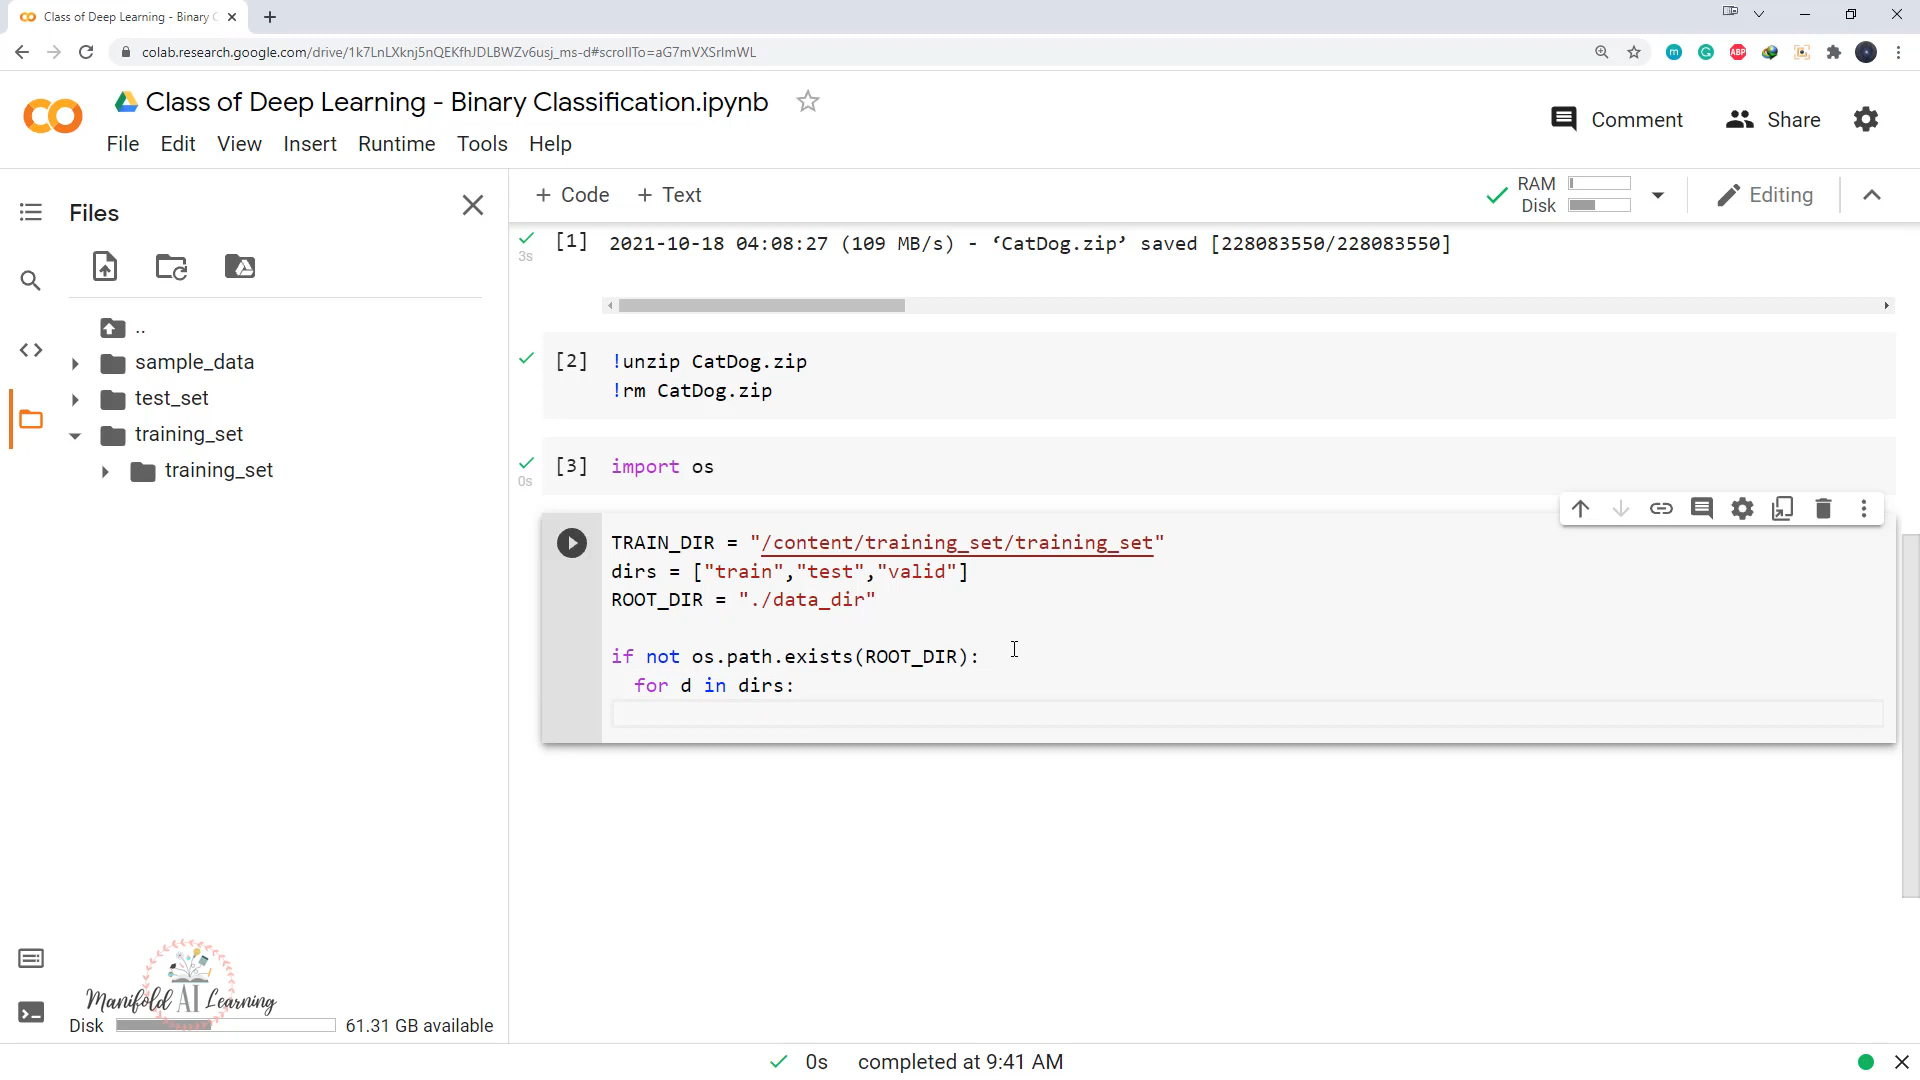 Class of Deep Learning - Binary C
colab.research.google.com/drive/1k7LnLXknj5nQEKfhJDLBWZv6usj_ms-d#scrollTo=aG7mVXSrImWL
ABP
Class of Deep Learning - Binary Classification.ipynb
File Edit View Insert Runtime Tools Help
Comment
Share
Files
+ Code + Text
RAM
Disk
Editing
..
sample_data
test_set
training_set
training_set
[1] 2021-10-18 04:08:27 (109 MB/s) - ‘CatDog.zip’ saved [228083550/228083550]
3s
[2] !unzip CatDog.zip
!rm CatDog.zip
[3] import os
0s
TRAIN_DIR = "/content/training_set/training_set"
dirs = ["train","test","valid"]
ROOT_DIR = "./data_dir"
if not os.path.exists(ROOT_DIR):
for d in dirs:
Manifold AI Learning
Disk 61.31 GB available
0s completed at 9:41 AM